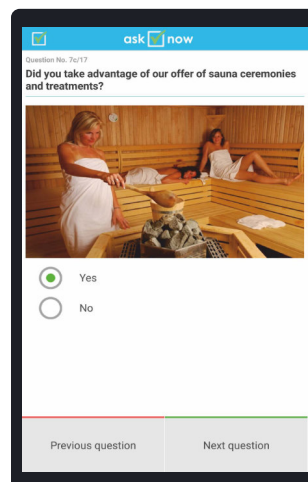 ask now
Question No. 7c/17
Did you take advantage of our offer of sauna ceremonies
and treatments?
Yes
No
Previous question
Next question